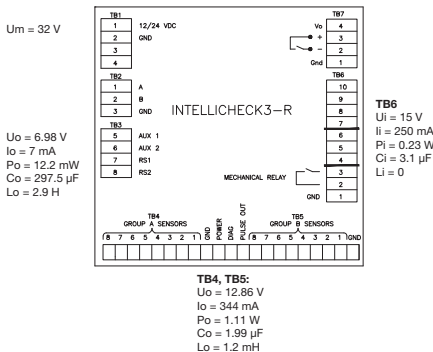 Um = 32 V
TB1
1 12/24 VDC
2 GND
3
4
TB2
1 A
2 B
3 GND
TB3
5 AUX 1
6 AUX 2
7 RS1
8 RS2
Uo = 6.98 V
Io = 7 mA
Po = 12.2 mW
Co = 297.5 µF
Lo = 2.9 H
INTELLICHECK3-R
TB7
Vo 4
+ 3
- 2
Gnd 1
TB6
10
9
8
7
6
5
4
MECHANICAL RELAY 3
2
GND 1
TB6
Ui = 15 V
Ii = 250 mA
Pi = 0.23 W
Ci = 3.1 µF
Li = 0
TB4
GROUP A SENSORS
8 7 6 5 4 3 2 1 GND POWER DIAG PULSE OUT
TB5
GROUP B SENSORS
8 7 6 5 4 3 2 1 GND
TB4, TB5:
Uo = 12.86 V
Io = 344 mA
Po = 1.11 W
Co = 1.99 µF
Lo = 1.2 mH